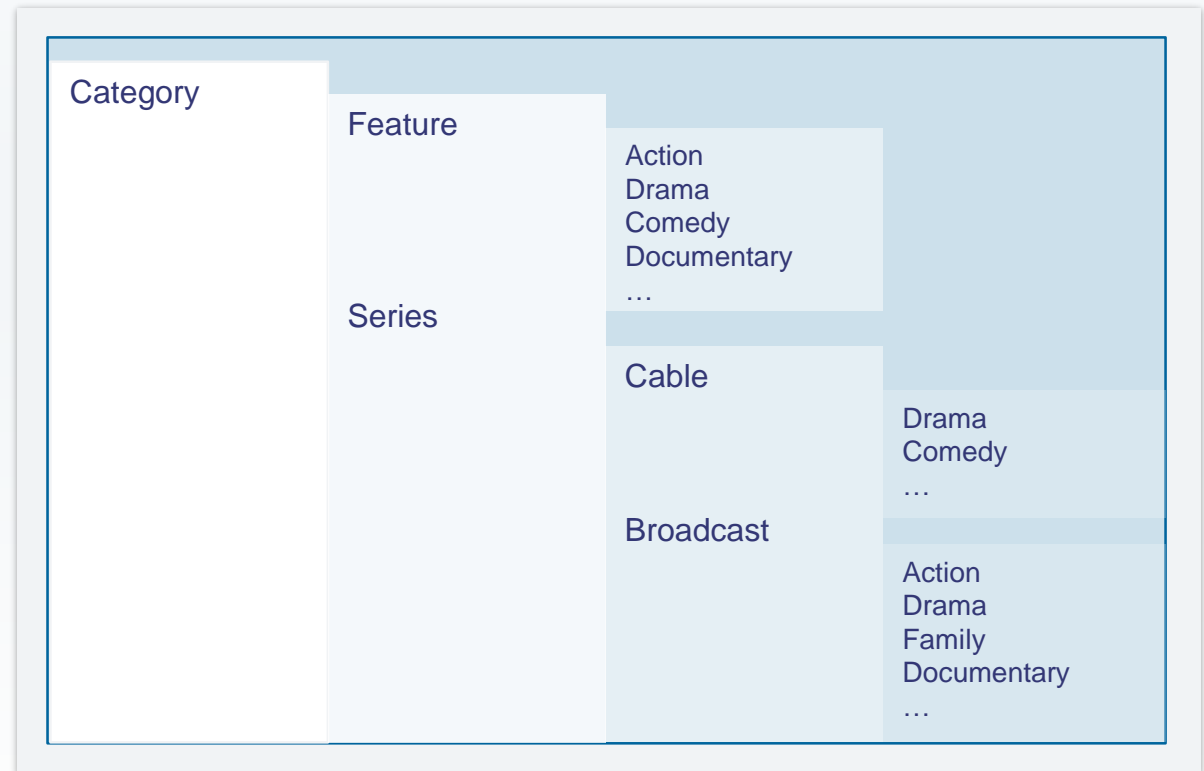 Category
Feature
Action
Drama
Comedy
Documentary
…
Series
Cable
Drama
Comedy
…
Broadcast
Action
Drama
Family
Documentary
…